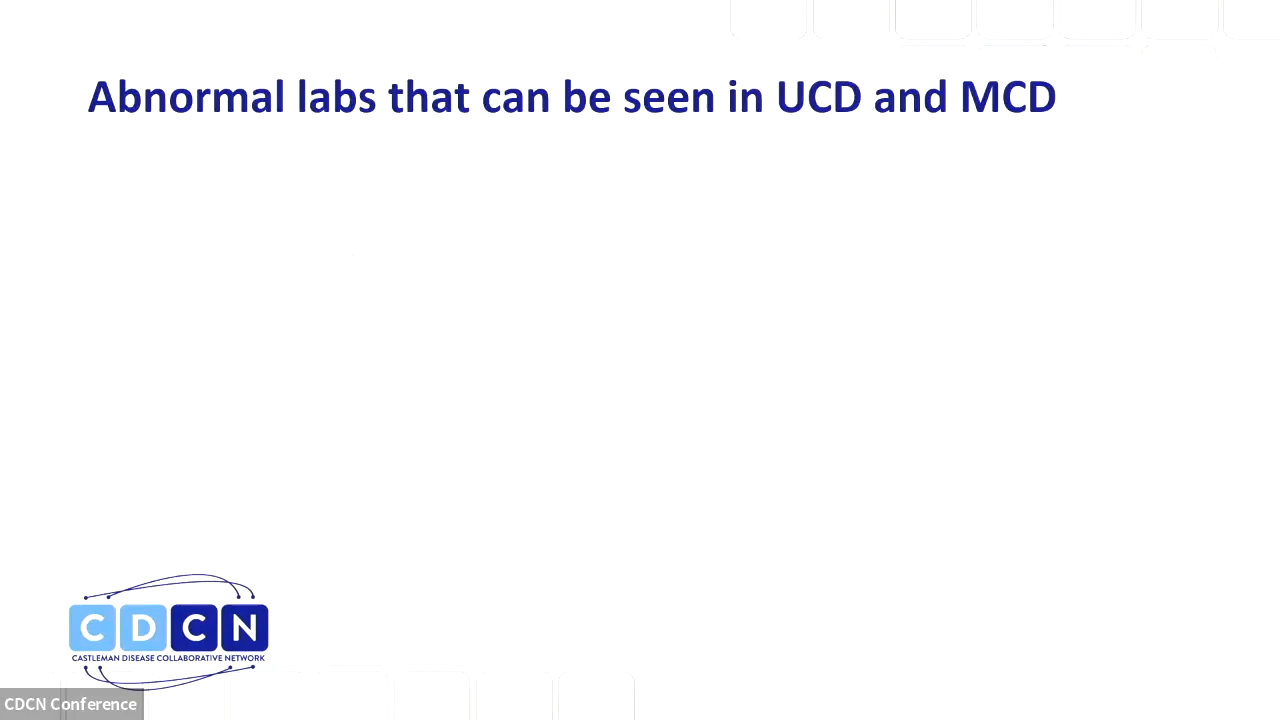 Abnormal labs that can be seen in UCD and MCD
CDCN
CASTLEMAN DISEASE COLLABORATIVE NETWORK
CDCN Conference